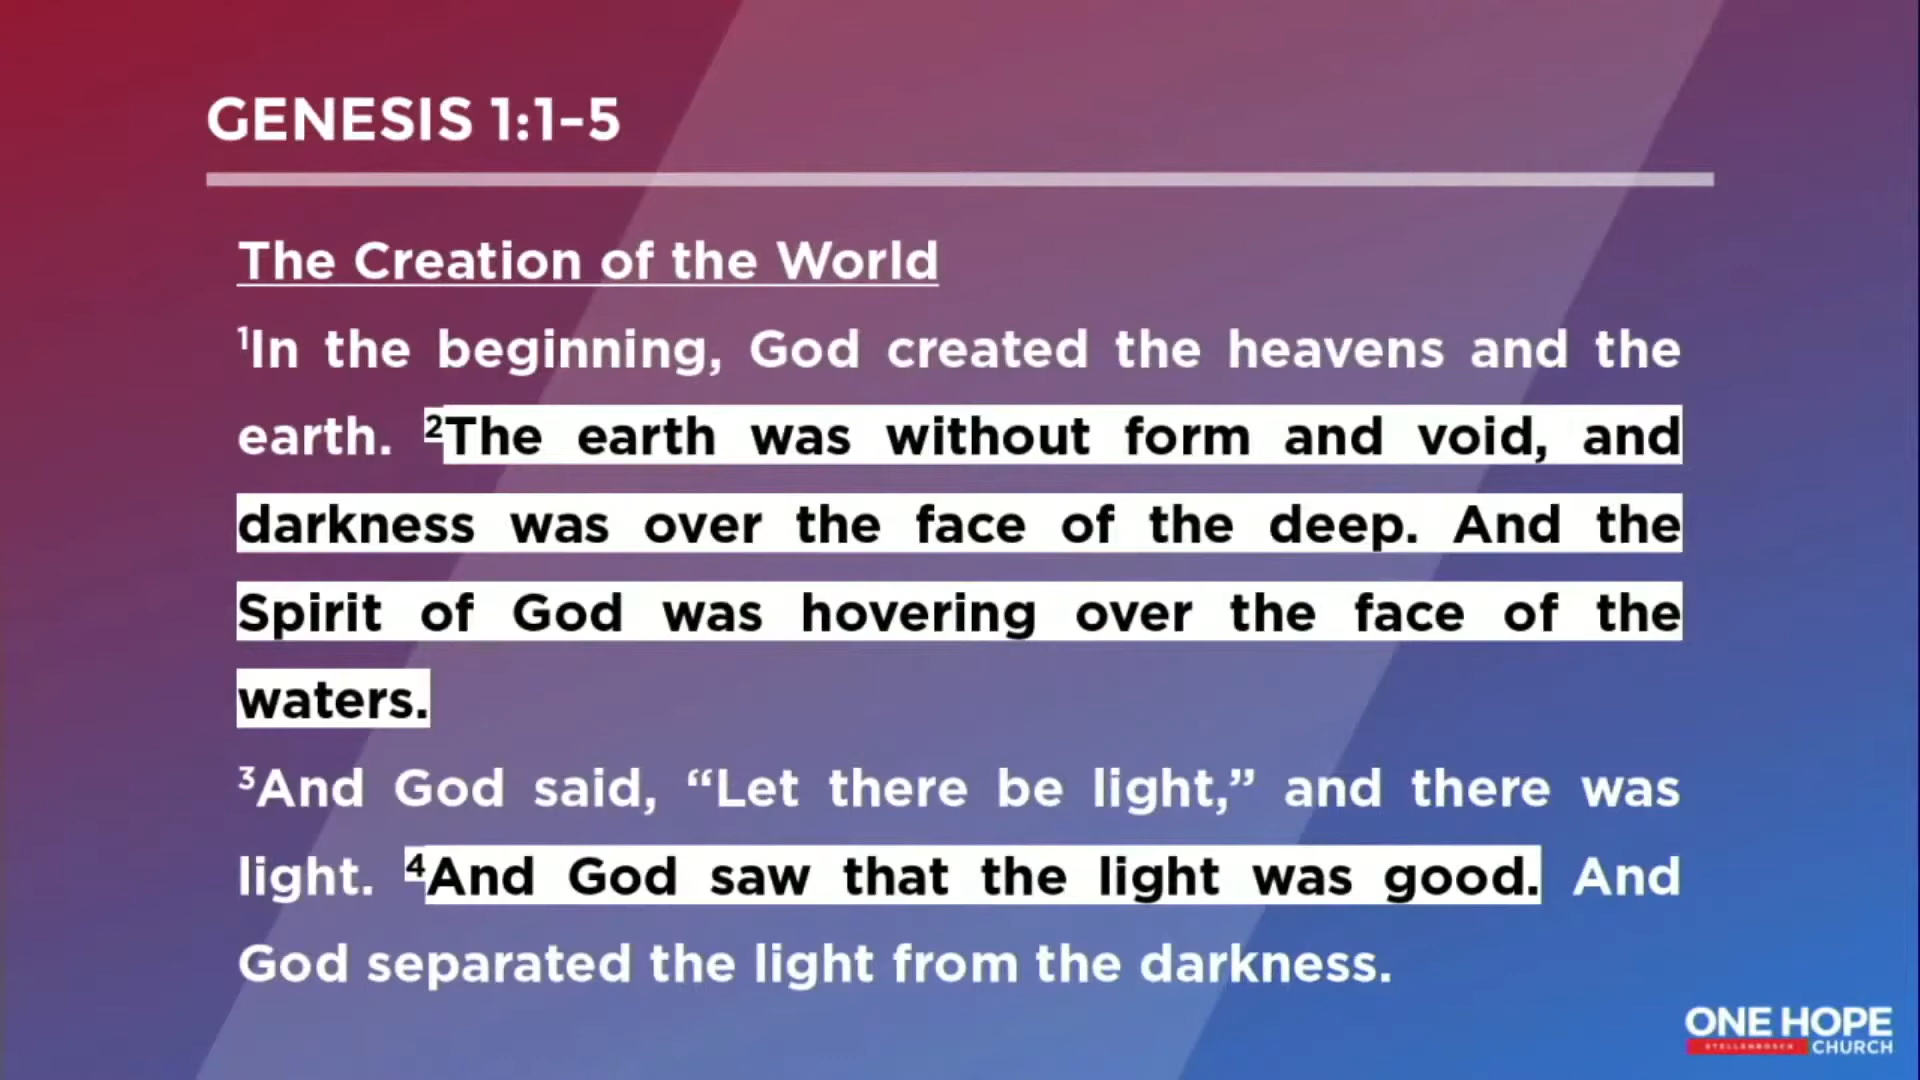 GENESIS 1:1-5
The Creation of the World
¹In the beginning, God created the heavens and the
earth. ²The earth was without form and void, and
darkness was over the face of the deep. And the
Spirit of God was hovering over the face of the
waters.
³And God said, “Let there be light,” and there was
light. ⁴And God saw that the light was good. And
God separated the light from the darkness.
ONE HOPE
STELLENBOSCH CHURCH